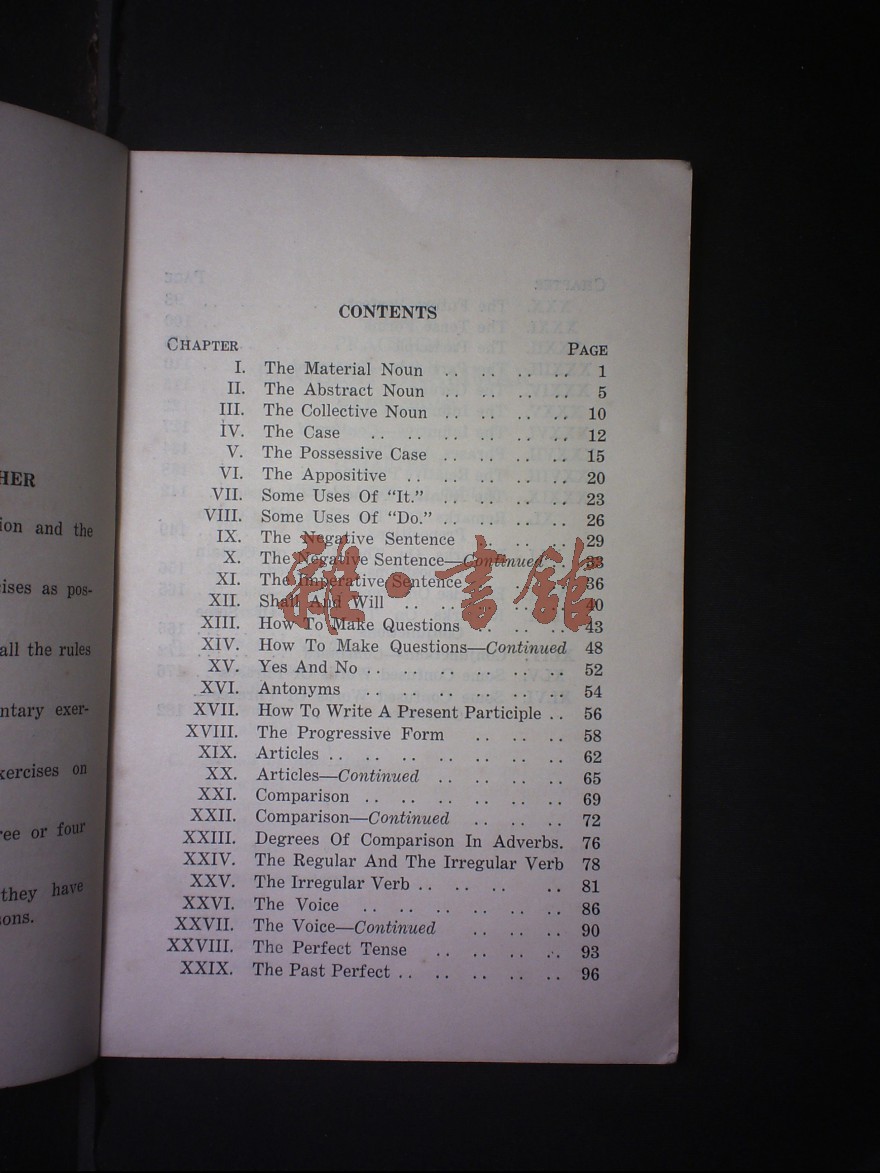 HER
ion and the
ises as pos-
all the rules
ntary exer-
xercises on
ree or four
they have
ons.
CONTENTS
CHAPTER PAGE
I. The Material Noun .. .. .. .. 1
II. The Abstract Noun .. .. .. .. 5
III. The Collective Noun .. .. .. .. 10
IV. The Case .. .. .. .. .. .. 12
V. The Possessive Case .. .. .. .. 15
VI. The Appositive .. .. .. .. .. 20
VII. Some Uses Of “It.” .. .. .. .. 23
VIII. Some Uses Of “Do.” .. .. .. .. 26
IX. The Negative Sentence .. .. .. 29
X. The Negative Sentence—Continued .. 33
XI. The Imperative Sentence .. .. .. 36
XII. Shall And Will .. .. .. .. .. 40
XIII. How To Make Questions .. .. .. 43
XIV. How To Make Questions—Continued 48
XV. Yes And No .. .. .. .. .. .. 52
XVI. Antonyms .. .. .. .. .. .. 54
XVII. How To Write A Present Participle .. 56
XVIII. The Progressive Form .. .. .. 58
XIX. Articles .. .. .. .. .. .. .. 62
XX. Articles—Continued .. .. .. .. 65
XXI. Comparison .. .. .. .. .. .. 69
XXII. Comparison—Continued .. .. .. 72
XXIII. Degrees Of Comparison In Adverbs. 76
XXIV. The Regular And The Irregular Verb 78
XXV. The Irregular Verb .. .. .. .. 81
XXVI. The Voice .. .. .. .. .. .. 86
XXVII. The Voice—Continued .. .. .. 90
XXVIII. The Perfect Tense .. .. .. .. 93
XXIX. The Past Perfect .. .. .. .. .. 96
雜·書館